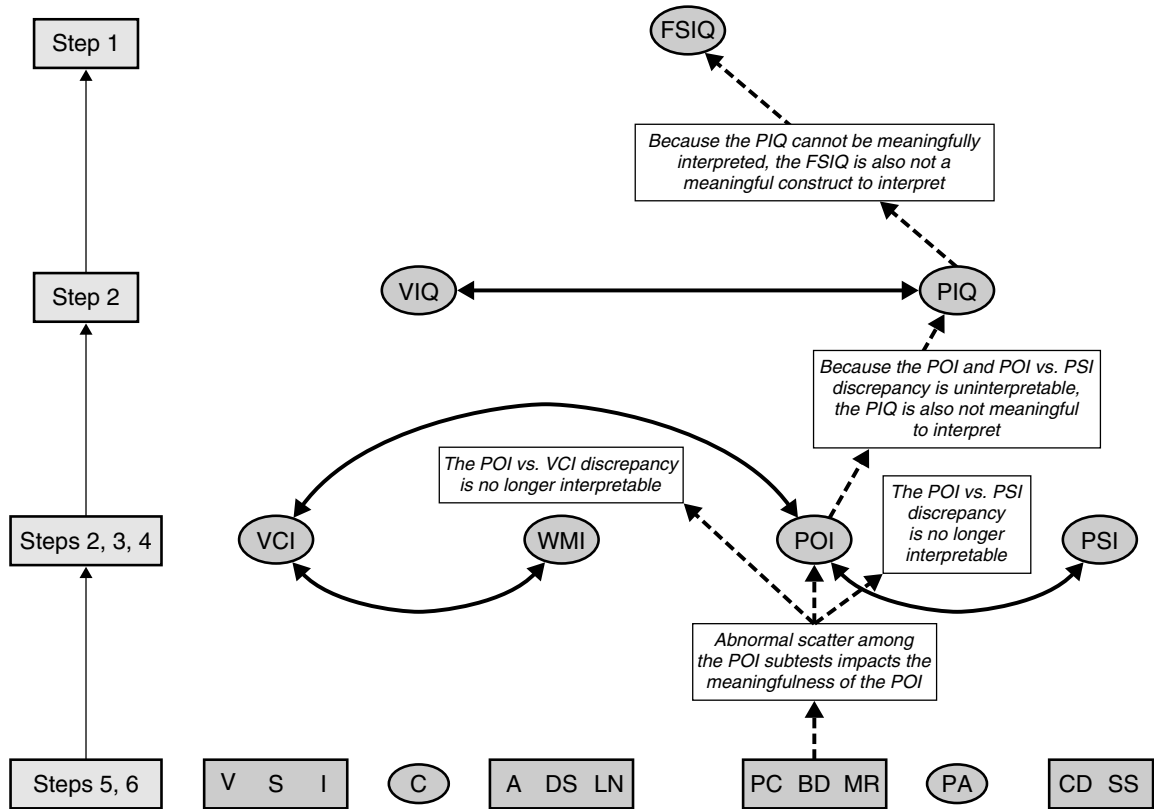 Step 1
FSIQ
Because the PIQ cannot be meaningfully
interpreted, the FSIQ is also not a
meaningful construct to interpret
Step 2
VIQ
PIQ
Because the POI and POI vs. PSI
discrepancy is uninterpretable,
the PIQ is also not meaningful
to interpret
The POI vs. VCI discrepancy
is no longer interpretable
The POI vs. PSI
discrepancy
is no longer
interpretable
Steps 2, 3, 4
VCI
WMI
POI
PSI
Abnormal scatter among
the POI subtests impacts the
meaningfulness of the POI
Steps 5, 6
V S I
C
A DS LN
PC BD MR
PA
CD SS